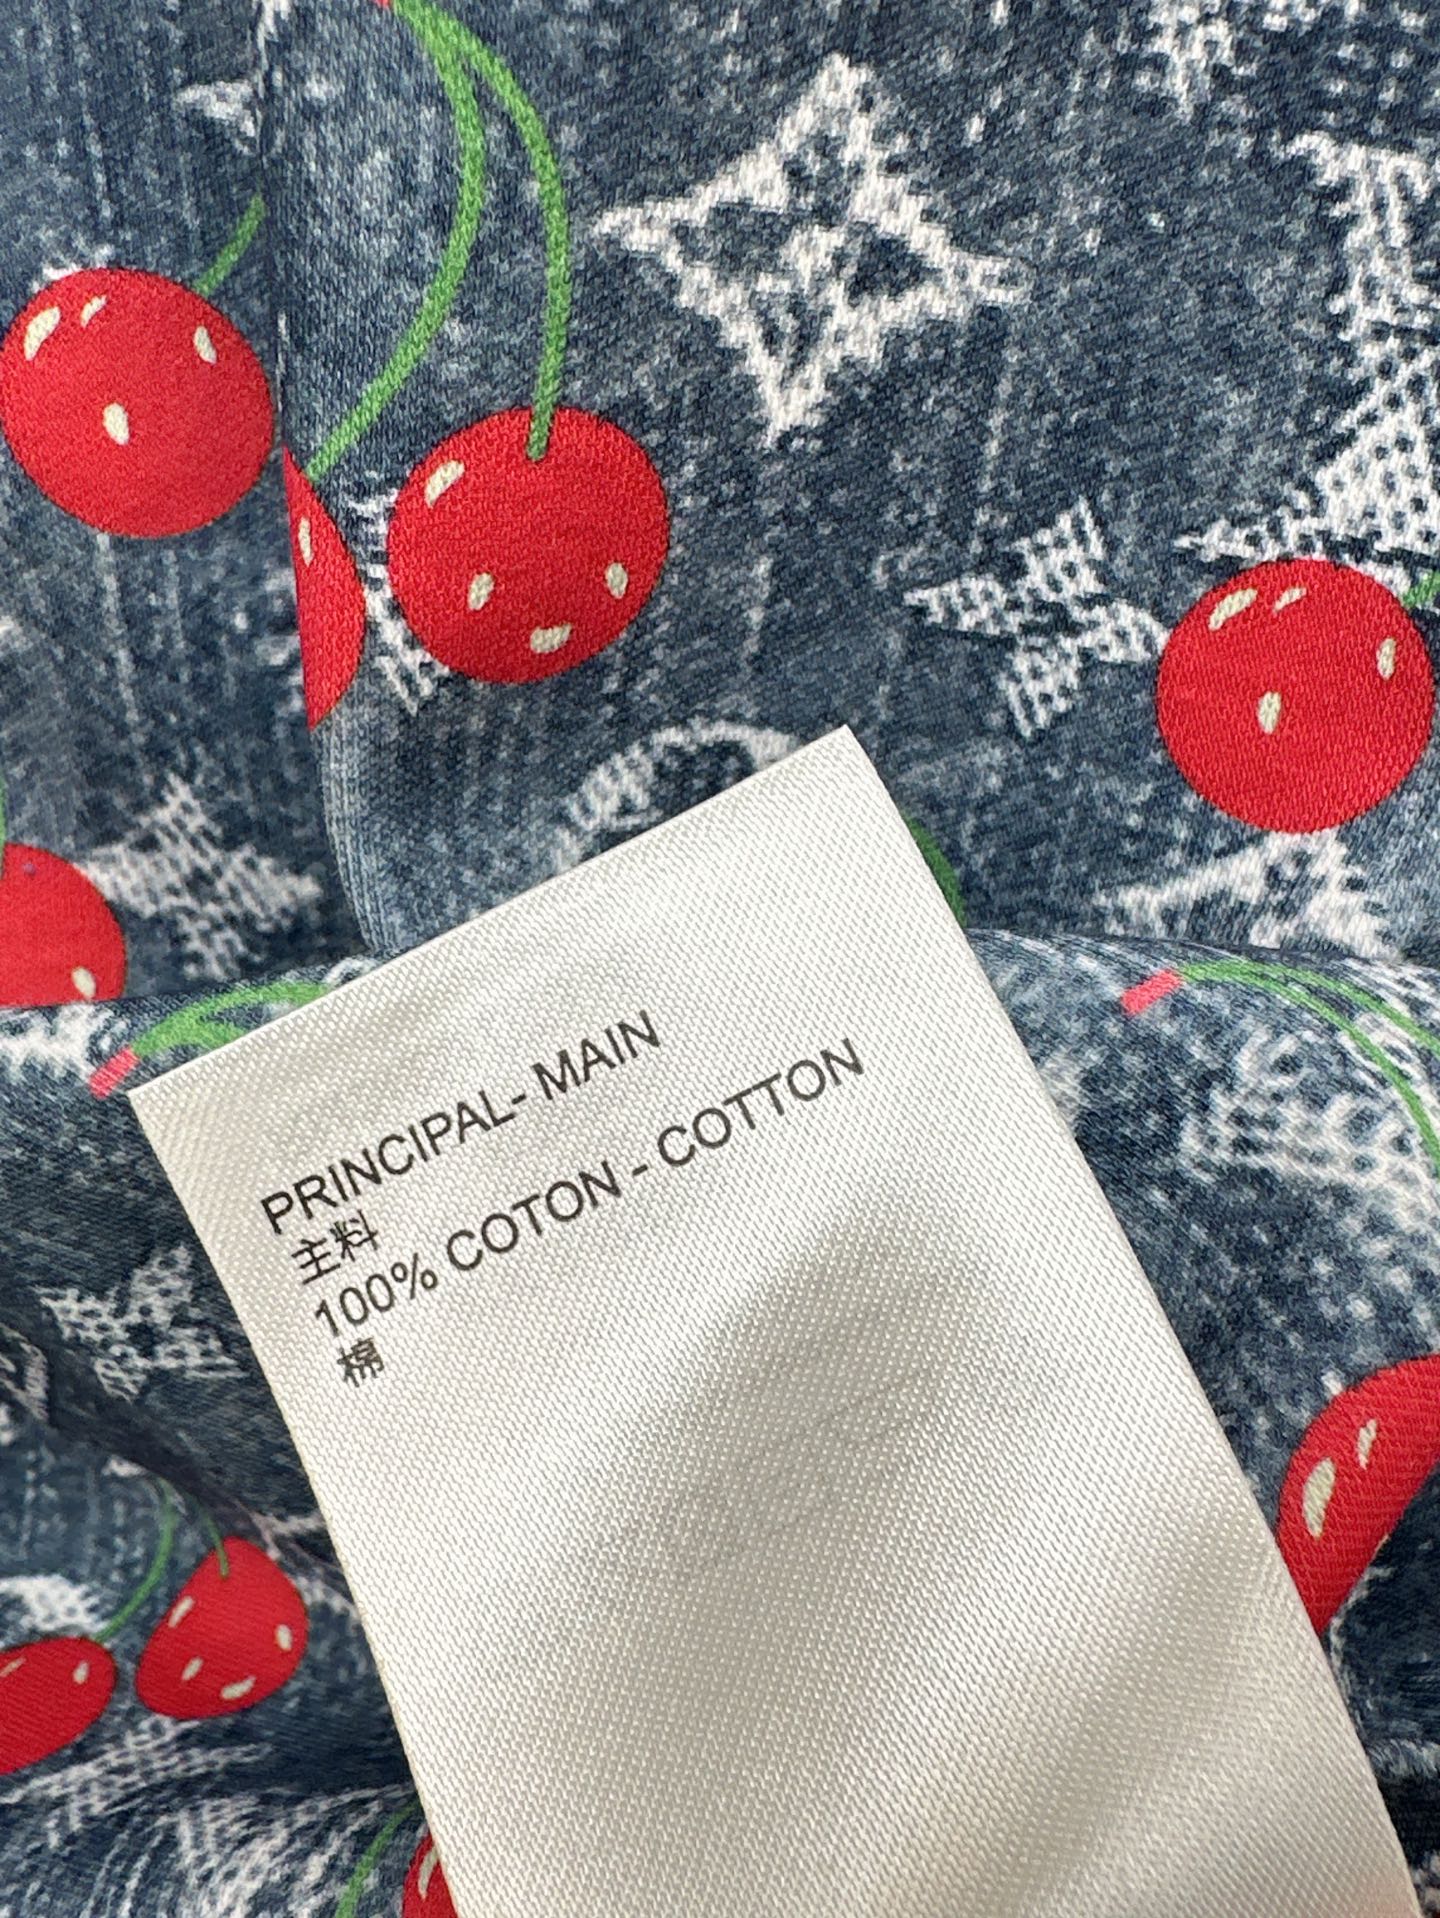 PRINCIPAL- MAIN
主料
100% COTON - COTTON
棉